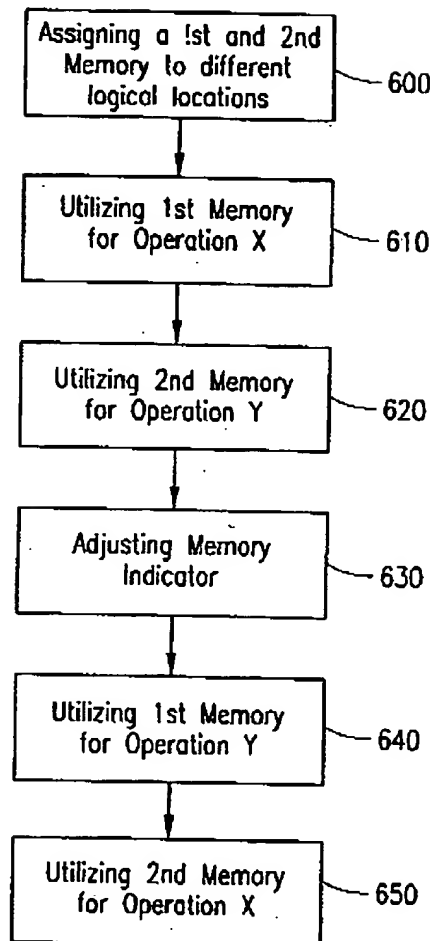 Assigning a 1st and 2nd
Memory to different
logical locations
600
Utilizing 1st Memory
for Operation X
610
Utilizing 2nd Memory
for Operation Y
620
Adjusting Memory
Indicator
630
Utilizing 1st Memory
for Operation Y
640
Utilizing 2nd Memory
for Operation X
650